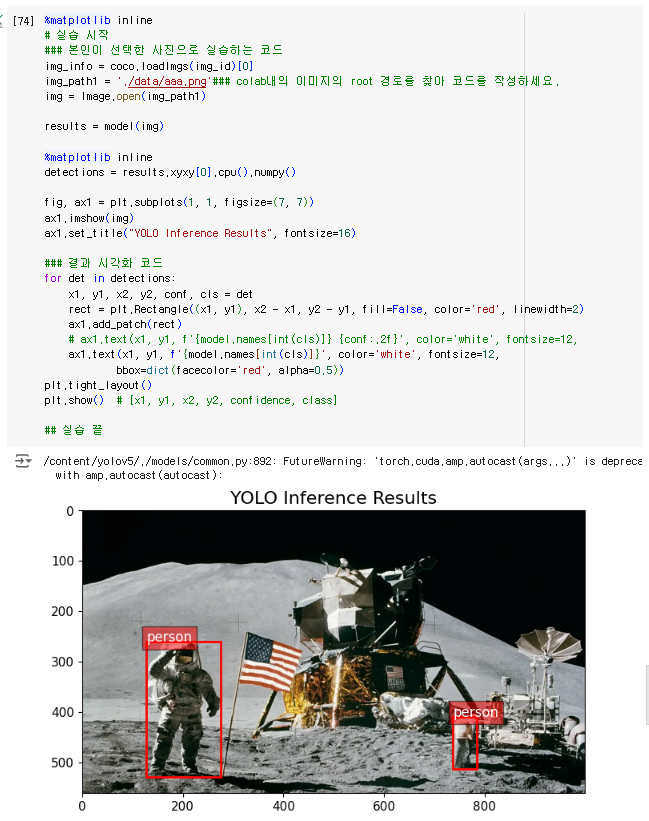 [74] %matplotlib inline
# 실습 시작
### 본인이 선택한 사진으로 실습하는 코드
img_info = coco.loadImgs(img_id)[0]
img_path1 = './data/aaa.png'### colab내의 이미지의 root 경로를 찾아 코드를 작성하세요.
img = Image.open(img_path1)
results = model(img)
%matplotlib inline
detections = results.xyxy[0].cpu().numpy()
fig, ax1 = plt.subplots(1, 1, figsize=(7, 7))
ax1.imshow(img)
ax1.set_title("YOLO Inference Results", fontsize=16)
### 결과 시각화 코드
for det in detections:
x1, y1, x2, y2, conf, cls = det
rect = plt.Rectangle((x1, y1), x2 - x1, y2 - y1, fill=False, color='red', linewidth=2)
ax1.add_patch(rect)
# ax1.text(x1, y1, f'{model.names[int(cls)]} {conf:.2f}', color='white', fontsize=12,
ax1.text(x1, y1, f'{model.names[int(cls)]}', color='white', fontsize=12,
bbox=dict(facecolor='red', alpha=0.5))
plt.tight_layout()
plt.show() # [x1, y1, x2, y2, confidence, class]
## 실습 끝
/content/yolov5/./models/common.py:892: FutureWarning: `torch.cuda.amp.autocast(args...)` is depreca
with amp.autocast(autocast):
YOLO Inference Results
0
100
200
300
400
500
person
person
0 200 400 600 800